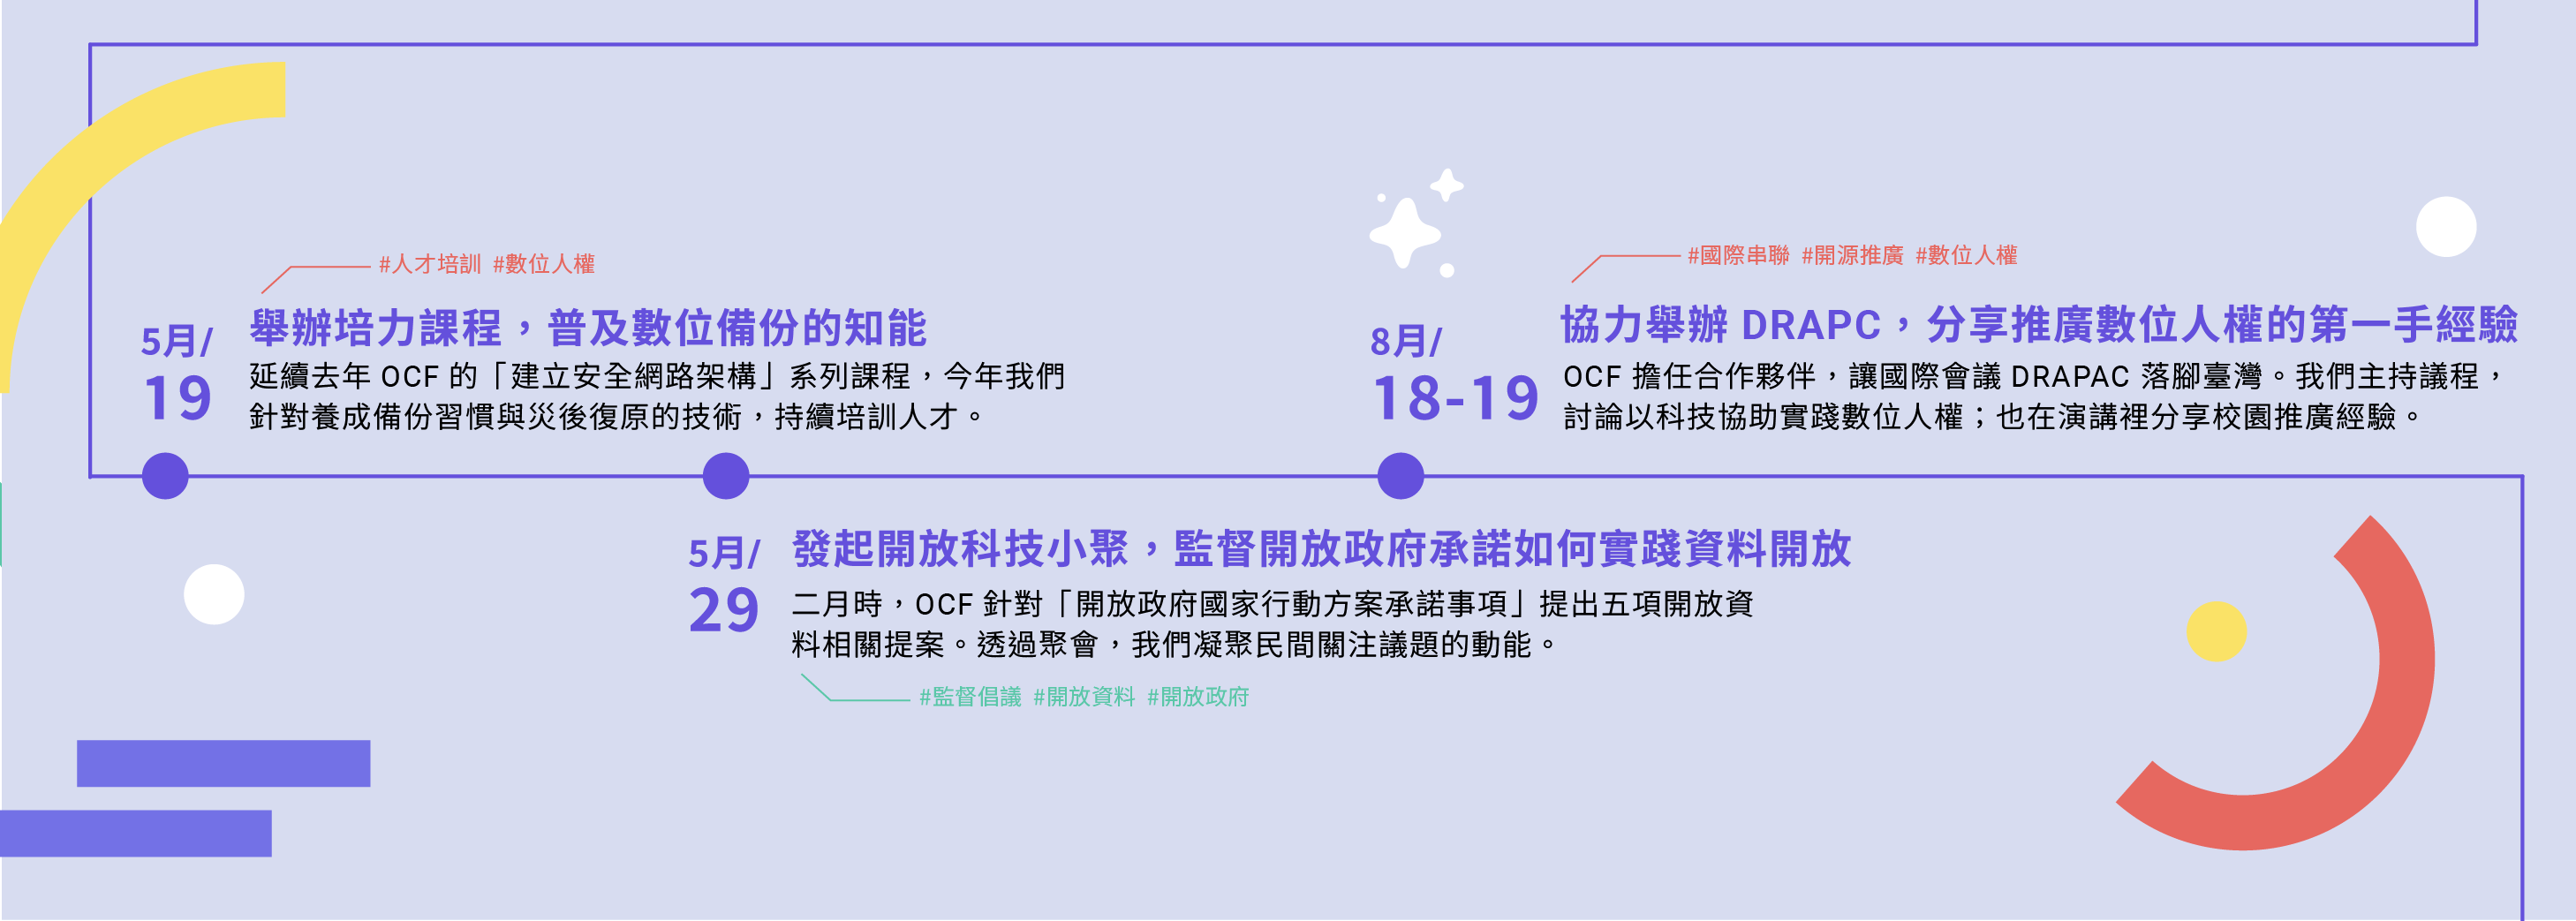 #人才培訓 #數位人權
5月/
19
舉辦培力課程，普及數位備份的知能
延續去年 OCF 的「建立安全網路架構」系列課程，今年我們
針對養成備份習慣與災後復原的技術，持續培訓人才。
#國際串聯 #開源推廣 #數位人權
8月/
18-19
協力舉辦 DRAPC，分享推廣數位人權的第一手經驗
OCF 擔任合作夥伴，讓國際會議 DRAPAC 落腳臺灣。我們主持議程，
討論以科技協助實踐數位人權；也在演講裡分享校園推廣經驗。
5月/
29
發起開放科技小聚，監督開放政府承諾如何實踐資料開放
二月時，OCF 針對「開放政府國家行動方案承諾事項」提出五項開放資
料相關提案。透過聚會，我們凝聚民間關注議題的動能。
#監督倡議 #開放資料 #開放政府